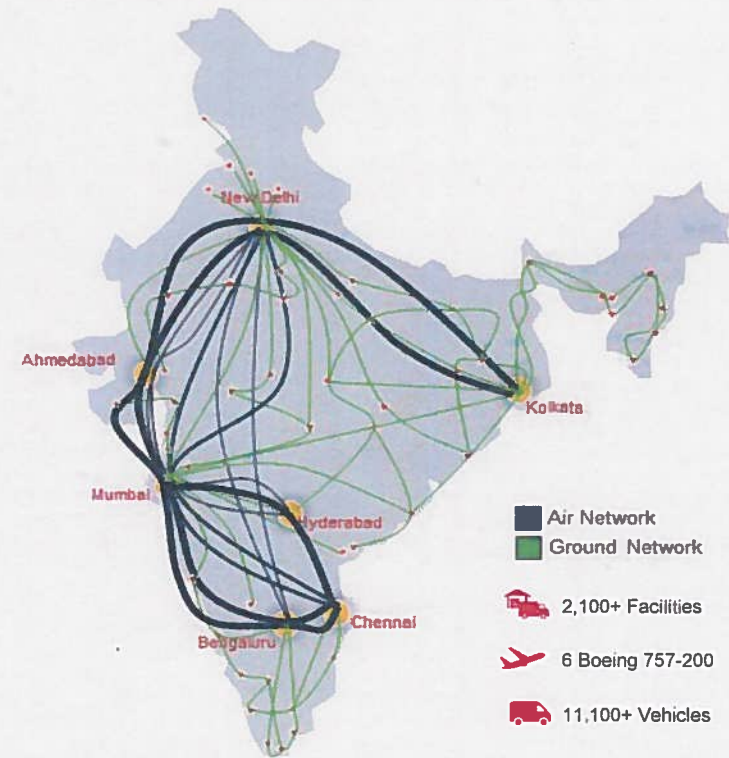 New Delhi
Ahmedabad
Kolkata
Mumbai
Hyderabad
Air Network
Ground Network
2,100+ Facilities
Chennai
Bengaluru
6 Boeing 757-200
11,100+ Vehicles